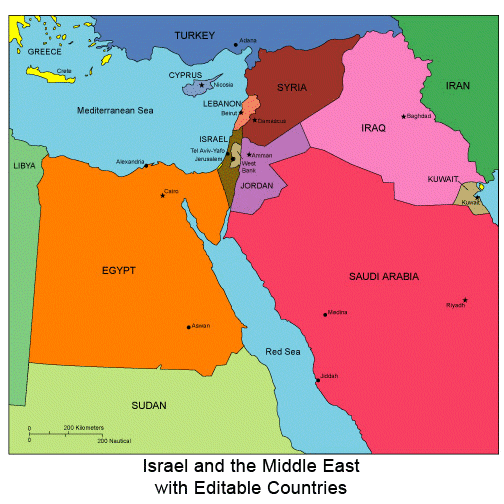 TURKEY
Adana
GREECE
Crete
CYPRUS
Nicosia
SYRIA
IRAN
Mediterranean Sea
LEBANON
Beirut
Damascus
IRAQ
Baghdad
ISRAEL
Tel Aviv-Yafo
Jerusalem
Amman
West
Bank
LIBYA
Alexandria
JORDAN
KUWAIT
Kuwait
Cairo
EGYPT
SAUDI ARABIA
Riyadh
Medina
Aswan
Red Sea
Jiddah
SUDAN
0 200 Kilometers
0 200 Nautical
Israel and the Middle East
with Editable Countries